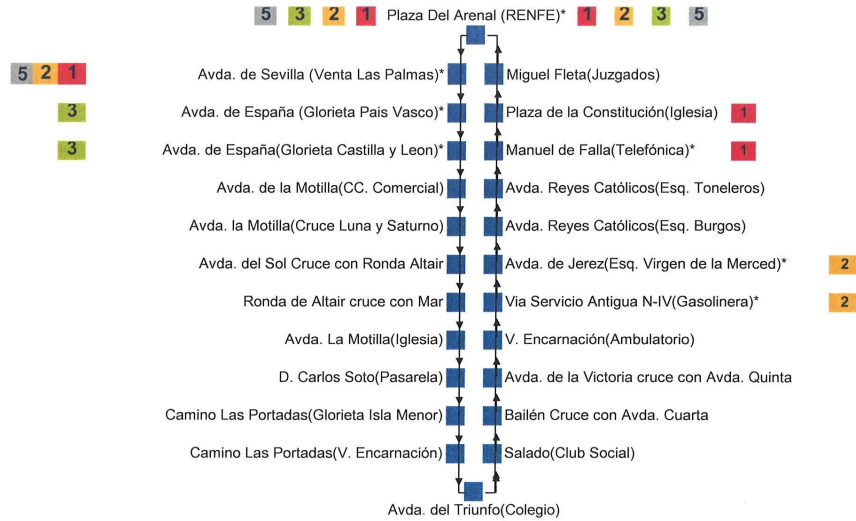 5 3 2 1 Plaza Del Arenal (RENFE)* 1 2 3 5
5 2 1 Avda. de Sevilla (Venta Las Palmas)* Miguel Fleta(Juzgados)
3 Avda. de España (Glorieta Pais Vasco)* Plaza de la Constitución(Iglesia) 1
3 Avda. de España(Glorieta Castilla y Leon)* Manuel de Falla(Telefónica)* 1
Avda. de la Motilla(CC. Comercial) Avda. Reyes Católicos(Esq. Toneleros)
Avda. la Motilla(Cruce Luna y Saturno) Avda. Reyes Católicos(Esq. Burgos)
Avda. del Sol Cruce con Ronda Altair Avda. de Jerez(Esq. Virgen de la Merced)* 2
Ronda de Altair cruce con Mar Via Servicio Antigua N-IV(Gasolinera)* 2
Avda. La Motilla(Iglesia) V. Encarnación(Ambulatorio)
D. Carlos Soto(Pasarela) Avda. de la Victoria cruce con Avda. Quinta
Camino Las Portadas(Glorieta Isla Menor) Bailén Cruce con Avda. Cuarta
Camino Las Portadas(V. Encarnación) Salado(Club Social)
Avda. del Triunfo(Colegio)